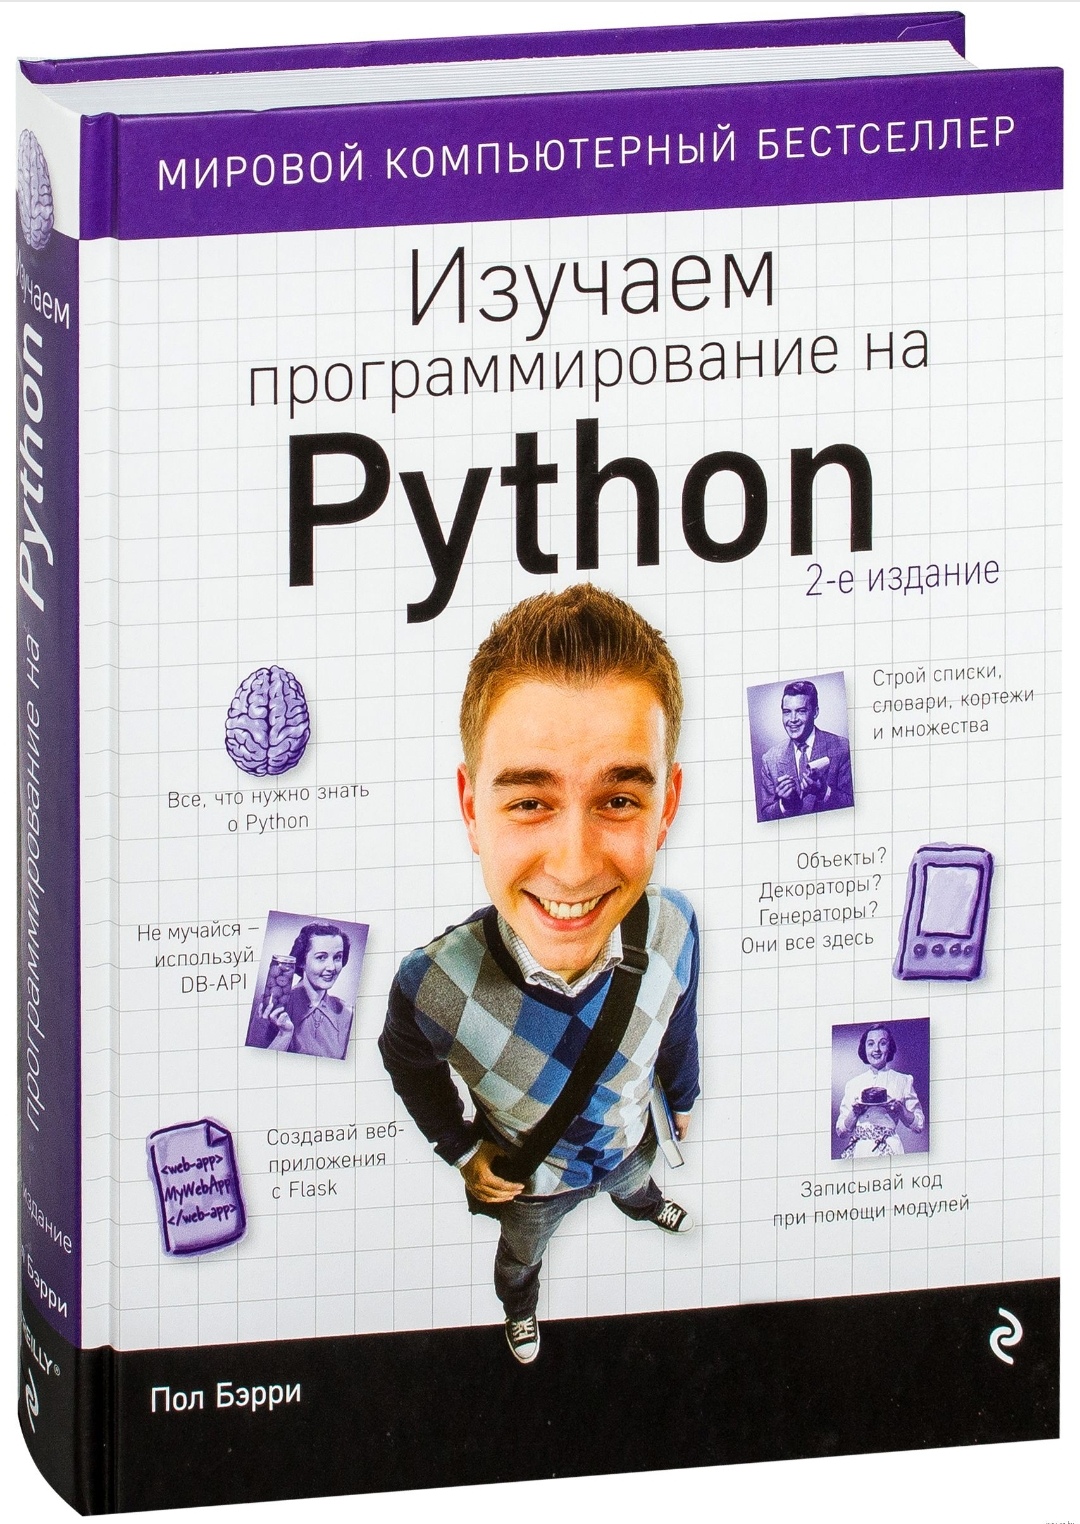 МИРОВОЙ КОМПЬЮТЕРНЫЙ БЕСТСЕЛЛЕР
Изучаем
программирование на
Python
2-е издание
Все, что нужно знать
о Python
Не мучайся –
используй
DB-API
<web-app>
MyWebApp
</web-app>
Создавай веб-
приложения
с Flask
Строй списки,
словари, кортежи
и множества
Объекты?
Декораторы?
Генераторы?
Они все здесь
Записывай код
при помощи модулей
Пол Бэрри
Изучаем
программирование на Python
издание
Бэрри